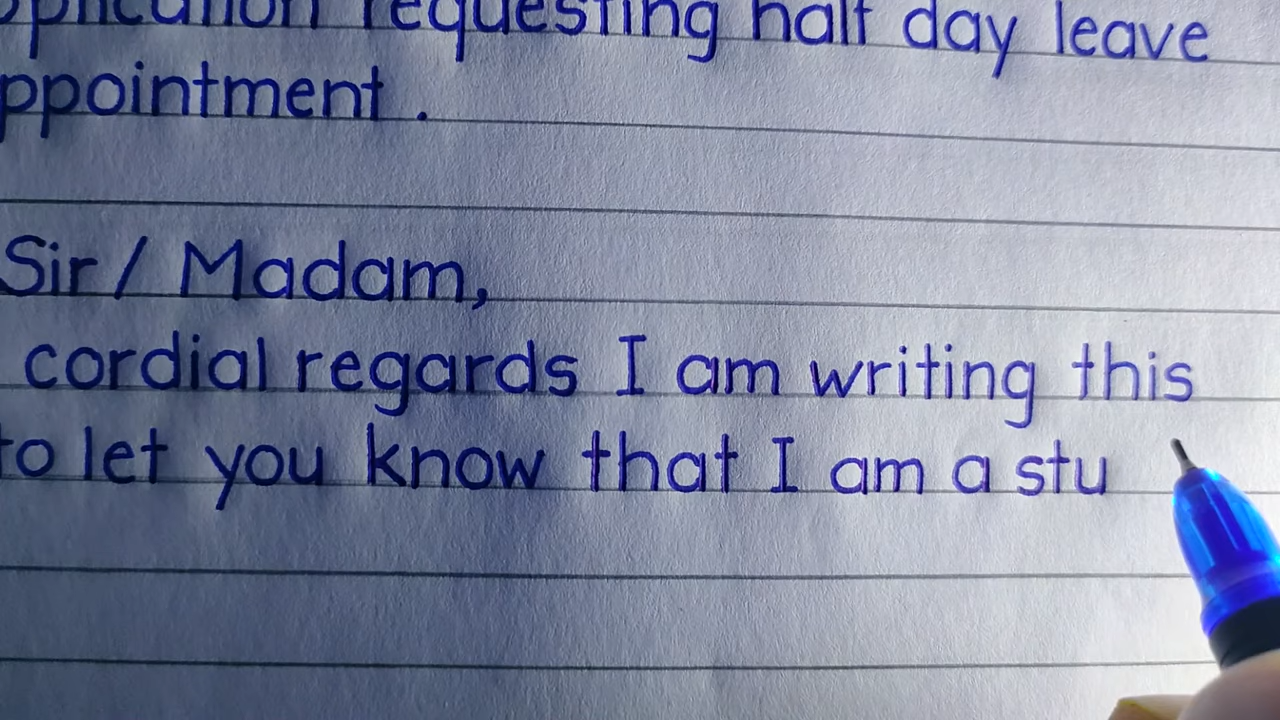 pplication requesting half day leave
ppointment .
Sir/ Madam,
cordial regards I am writing this
to let you know that I am a stu